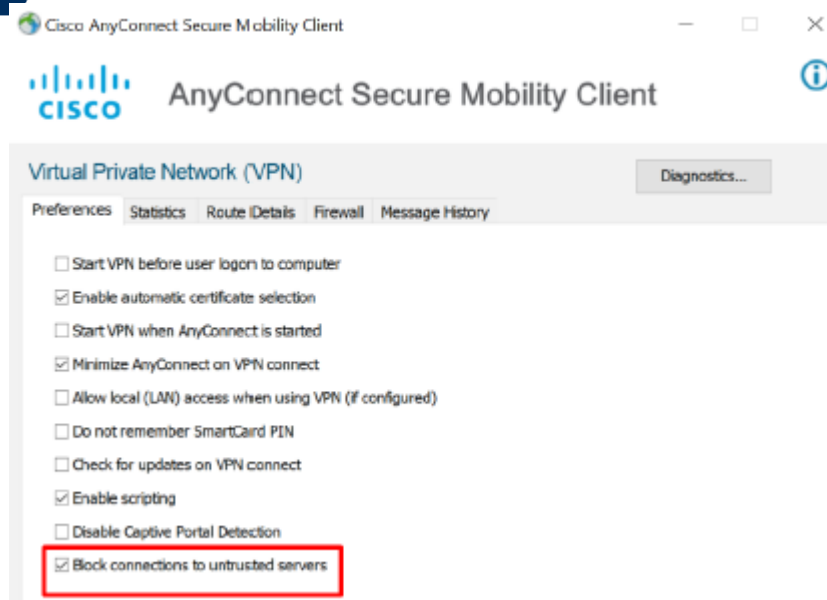 Cisco AnyConnect Secure Mobility Client
CISCO
AnyConnect Secure Mobility Client
Virtual Private Network (VPN)
Diagnostics...
Preferences Statistics Route Details Firewall Message History
Start VPN before user logon to computer
Enable automatic certificate selection
Start VPN when AnyConnect is started
Minimize AnyConnect on VPN connect
Allow local (LAN) access when using VPN (if configured)
Do not remember SmartCard PIN
Check for updates on VPN connect
Enable scripting
Disable Captive Portal Detection
Block connections to untrusted servers